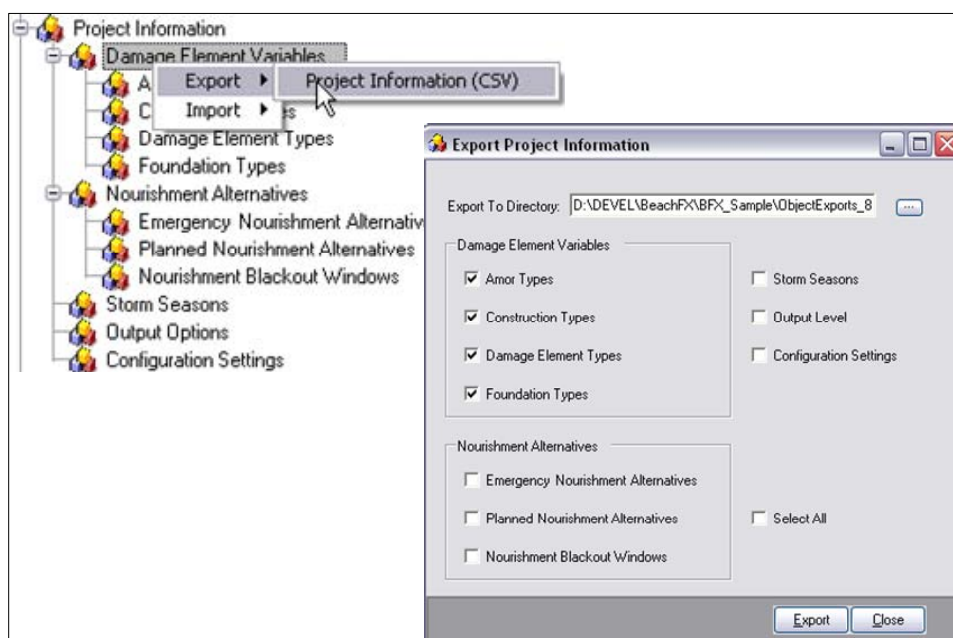 Project Information
Damage Element Variables
A
Export
Project Information (CSV)
C
Import
es
Damage Element Types
Foundation Types
Nourishment Alternatives
Emergency Nourishment Alternativ
Planned Nourishment Alternatives
Nourishment Blackout Windows
Storm Seasons
Output Options
Configuration Settings
Export Project Information
Export To Directory: D:\DEVEL\BeachFX\BFX_Sample\ObjectExports_8
...
Damage Element Variables
Amor Types
Construction Types
Damage Element Types
Foundation Types
Storm Seasons
Output Level
Configuration Settings
Nourishment Alternatives
Emergency Nourishment Alternatives
Planned Nourishment Alternatives
Nourishment Blackout Windows
Select All
Export
Close